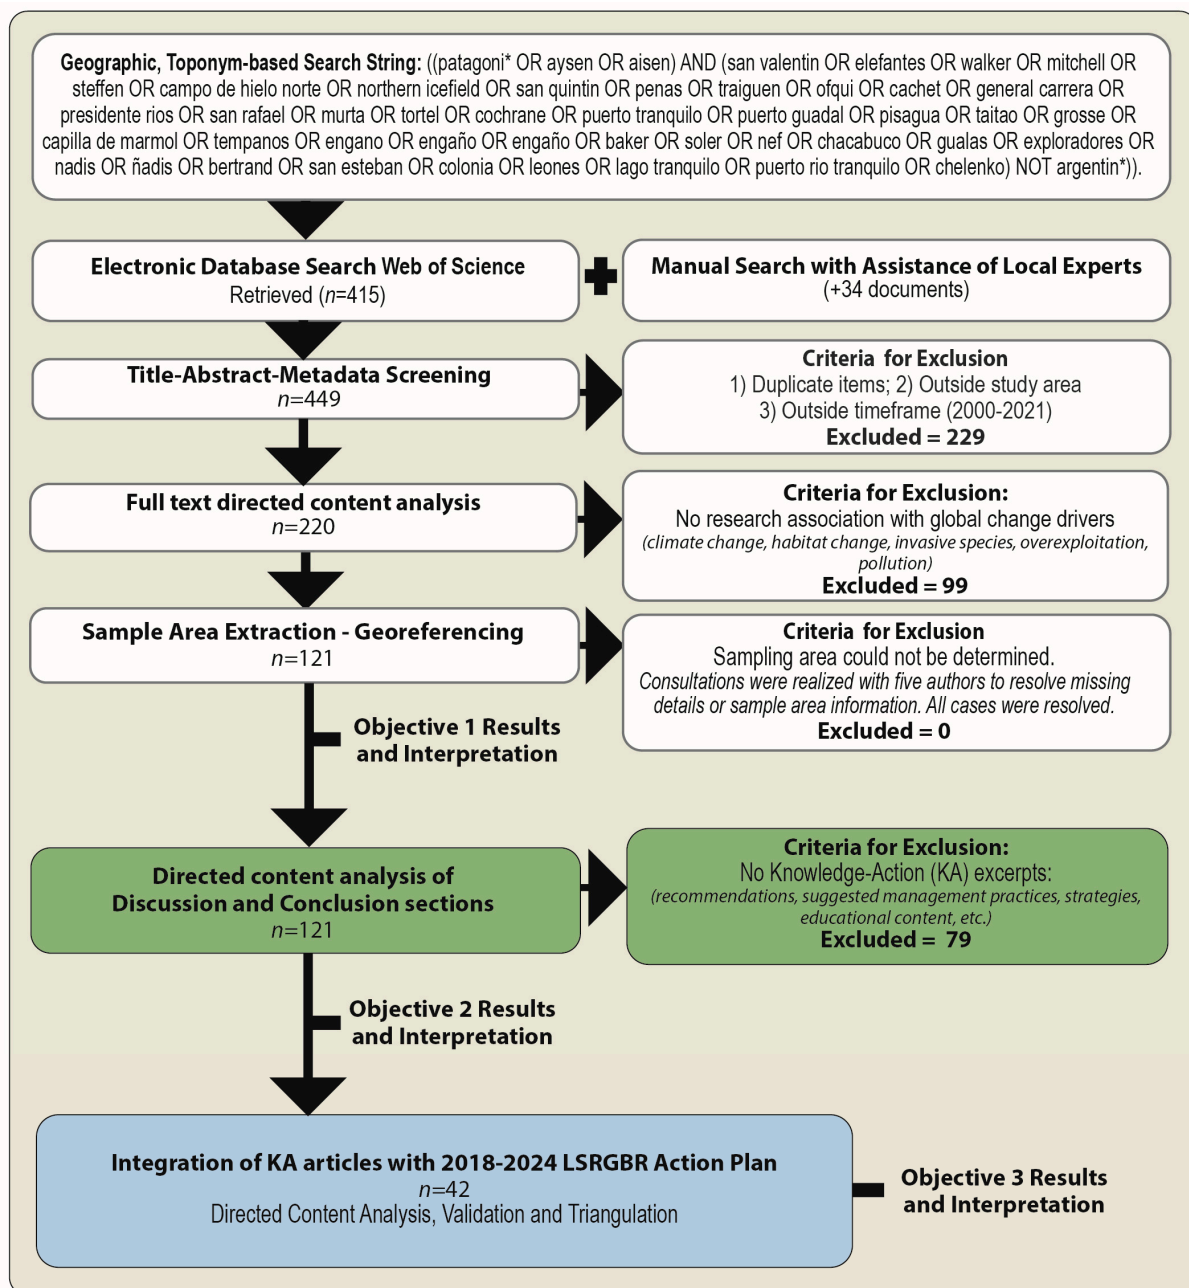 Geographic, Toponym-based Search String: ((patagoni* OR aysen OR aisen) AND (san valentin OR elefantes OR walker OR mitchell OR
steffen OR campo de hielo norte OR northern icefield OR san quintin OR penas OR traiguen OR ofqui OR cachet OR general carrera OR
presidente rios OR san rafael OR murta OR tortel OR cochrane OR puerto tranquilo OR puerto guadal OR pisagua OR taitao OR grosse OR
capilla de marmol OR tempanos OR engano OR engaño OR engaño OR baker OR soler OR nef OR chacabuco OR gualas OR exploradores OR
nadis OR ñadis OR bertrand OR san esteban OR colonia OR leones OR lago tranquilo OR puerto rio tranquilo OR chelenko) NOT argentin*)).
Electronic Database Search Web of Science
Retrieved (n=415)
Manual Search with Assistance of Local Experts
(+34 documents)
Title-Abstract-Metadata Screening
n=449
Criteria for Exclusion
1) Duplicate items; 2) Outside study area
3) Outside timeframe (2000-2021)
Excluded = 229
Full text directed content analysis
n=220
Criteria for Exclusion:
No research association with global change drivers
(climate change, habitat change, invasive species, overexploitation,
pollution)
Excluded = 99
Sample Area Extraction - Georeferencing
n=121
Criteria for Exclusion
Sampling area could not be determined.
Consultations were realized with five authors to resolve missing
details or sample area information. All cases were resolved.
Excluded = 0
Objective 1 Results
and Interpretation
Directed content analysis of
Discussion and Conclusion sections
n=121
Criteria for Exclusion:
No Knowledge-Action (KA) excerpts:
(recommendations, suggested management practices, strategies,
educational content, etc.)
Excluded = 79
Objective 2 Results
and Interpretation
Integration of KA articles with 2018-2024 LSRGBR Action Plan
n=42
Directed Content Analysis, Validation and Triangulation
Objective 3 Results
and Interpretation